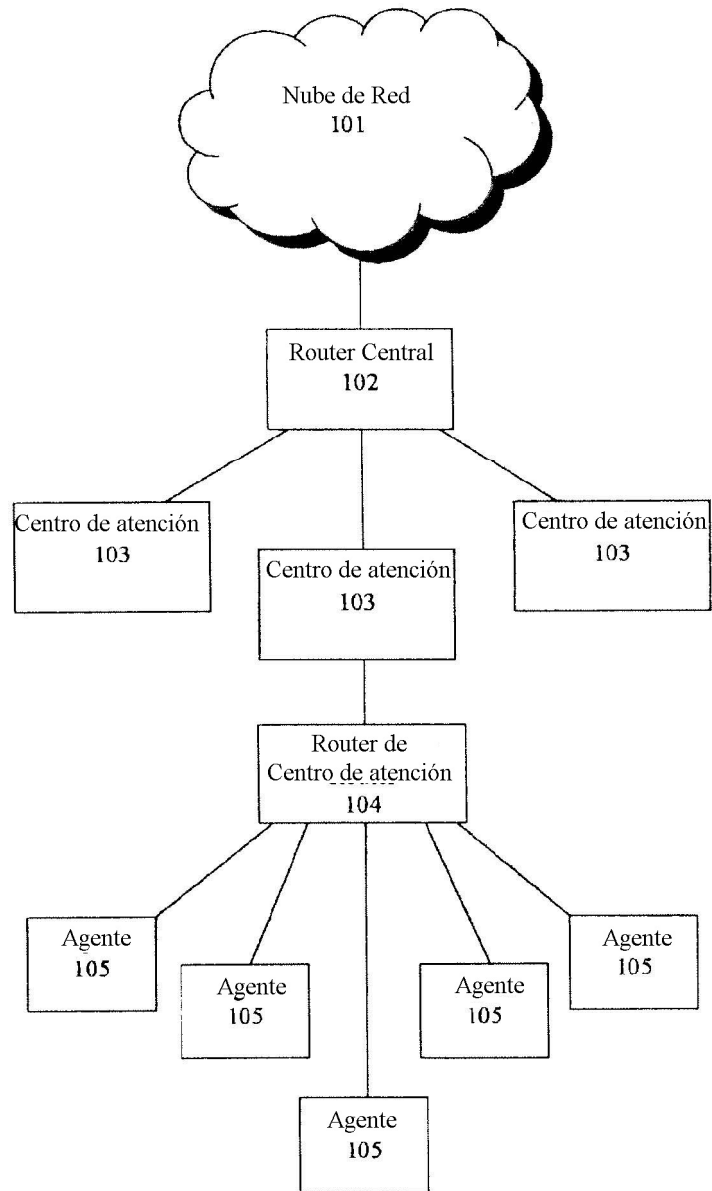 Nube de Red
101
Router Central
102
Centro de atención
103
Centro de atención
103
Centro de atención
103
Router de
Centro de atención
104
Agente
105
Agente
105
Agente
105
Agente
105
Agente
105